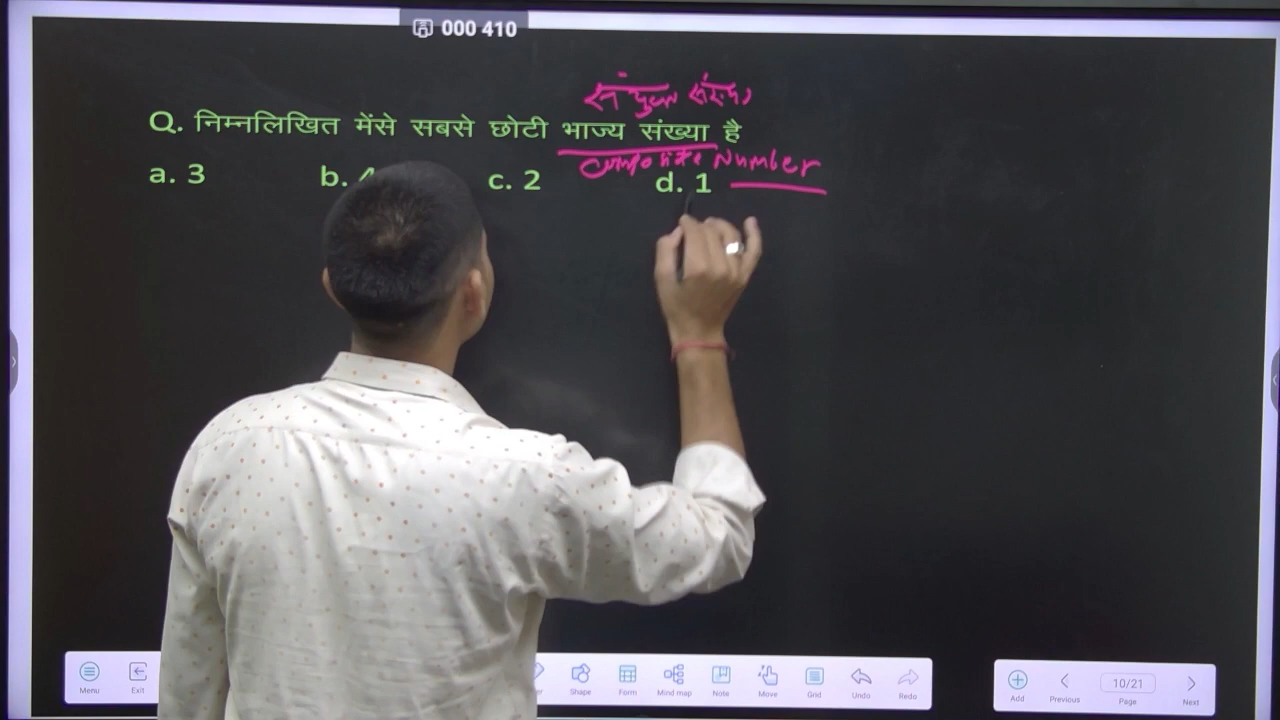 000 410
संयुक्त संख्या
Q. निम्नलिखित मेंसे सबसे छोटी भाज्य संख्या है
Composite Number
a. 3 b. c. 2 d. 1
Menu Exit Shape Form Mind map Note Move Grid Undo Redo
Add Previous 10/21 Page Next